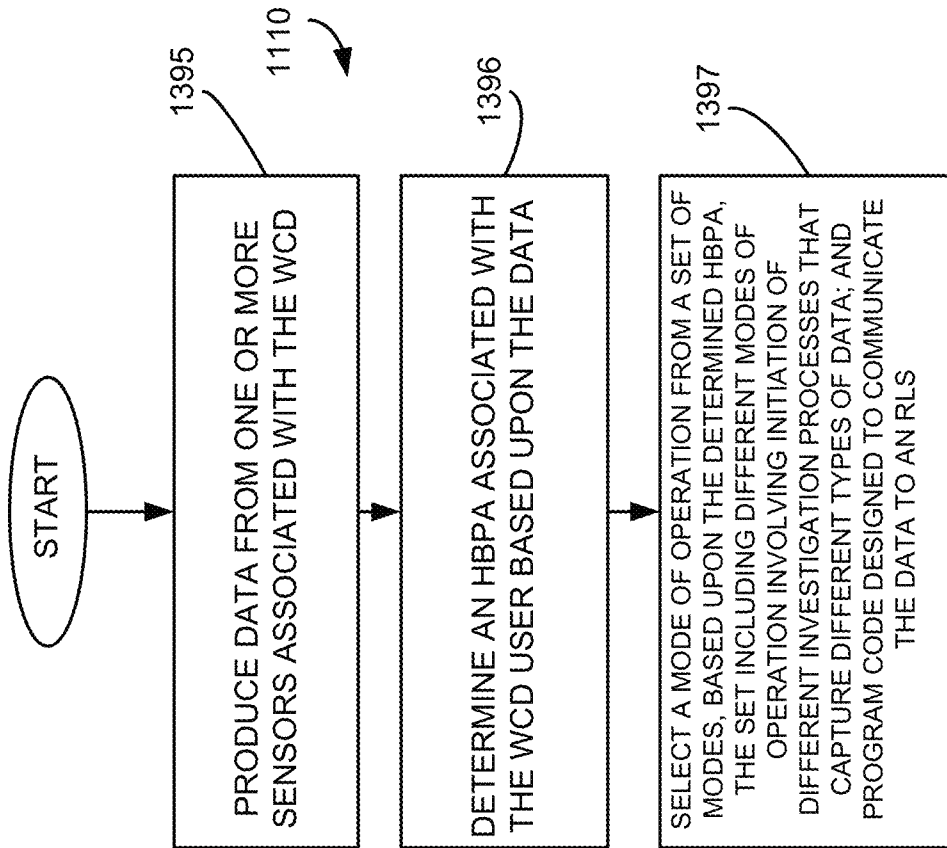 START
1110
1395
PRODUCE DATA FROM ONE OR MORE
SENSORS ASSOCIATED WITH THE WCD
1396
DETERMINE AN HBPA ASSOCIATED WITH
THE WCD USER BASED UPON THE DATA
1397
SELECT A MODE OF OPERATION FROM A SET OF
MODES, BASED UPON THE DETERMINED HBPA,
THE SET INCLUDING DIFFERENT MODES OF
OPERATION INVOLVING INITIATION OF
DIFFERENT INVESTIGATION PROCESSES THAT
CAPTURE DIFFERENT TYPES OF DATA; AND
PROGRAM CODE DESIGNED TO COMMUNICATE
THE DATA TO AN RLS